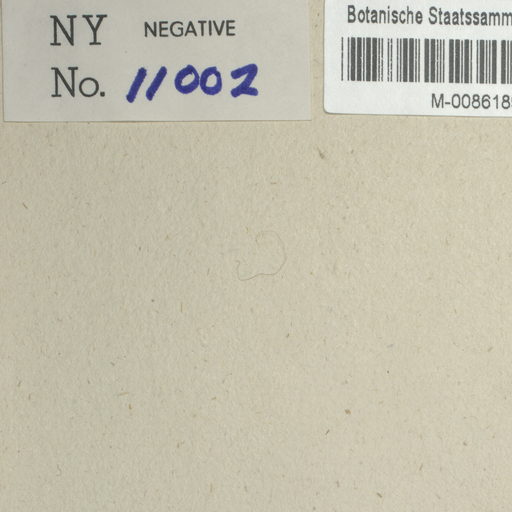 NY NEGATIVE
No. 11002
Botanische Staatssamm
M-008618